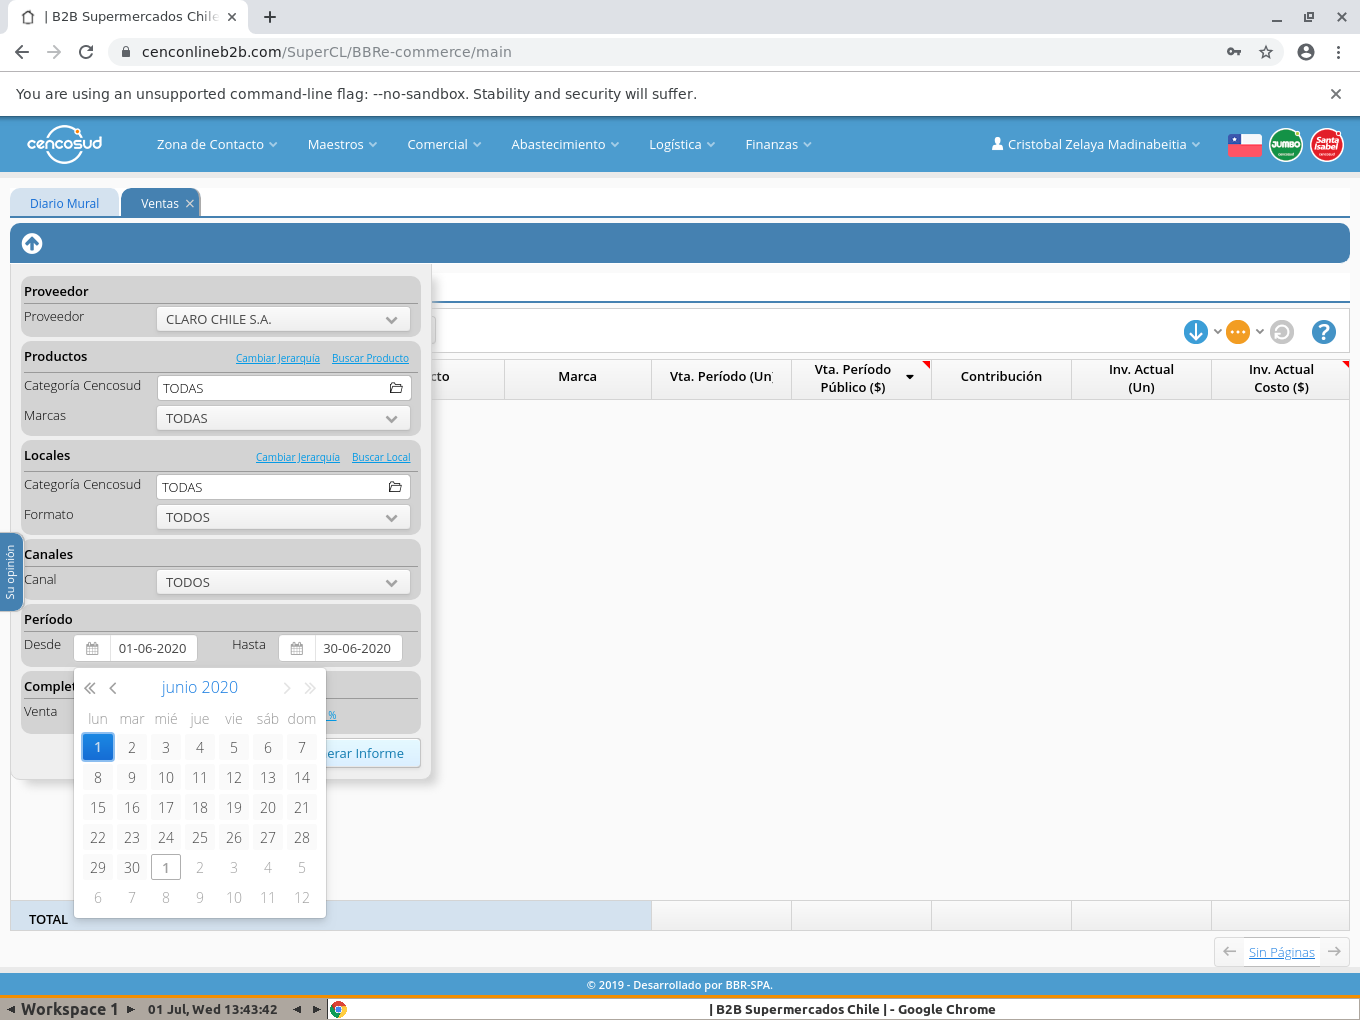 | B2B Supermercados Chile
cenconlineb2b.com/SuperCL/BBRe-commerce/main
You are using an unsupported command-line flag: --no-sandbox. Stability and security will suffer.
cencosud
Zona de Contacto
Maestros
Comercial
Abastecimiento
Logística
Finanzas
Cristobal Zelaya Madinabeitia
JUMBO
cencosud
Santa Isabel
cencosud
Diario Mural
Ventas
Proveedor
Proveedor
CLARO CHILE S.A.
Productos
Cambiar Jerarquía
Buscar Producto
Categoría Cencosud
TODAS
Marcas
TODAS
Locales
Cambiar Jerarquía
Buscar Local
Categoría Cencosud
TODAS
Formato
TODOS
Canales
Canal
TODOS
Período
Desde
01-06-2020
Hasta
30-06-2020
Complet
Venta
%
erar Informe
junio 2020
lun mar mié jue vie sáb dom
1 2 3 4 5 6 7
8 9 10 11 12 13 14
15 16 17 18 19 20 21
22 23 24 25 26 27 28
29 30 1 2 3 4 5
6 7 8 9 10 11 12
Su opinión
cto
Marca
Vta. Período (Un
Vta. Período
Público ($)
Contribución
Inv. Actual
(Un)
Inv. Actual
Costo ($)
TOTAL
Sin Páginas
© 2019 - Desarrollado por BBR-SPA.
Workspace 1
01 Jul, Wed 13:43:42
| B2B Supermercados Chile | - Google Chrome